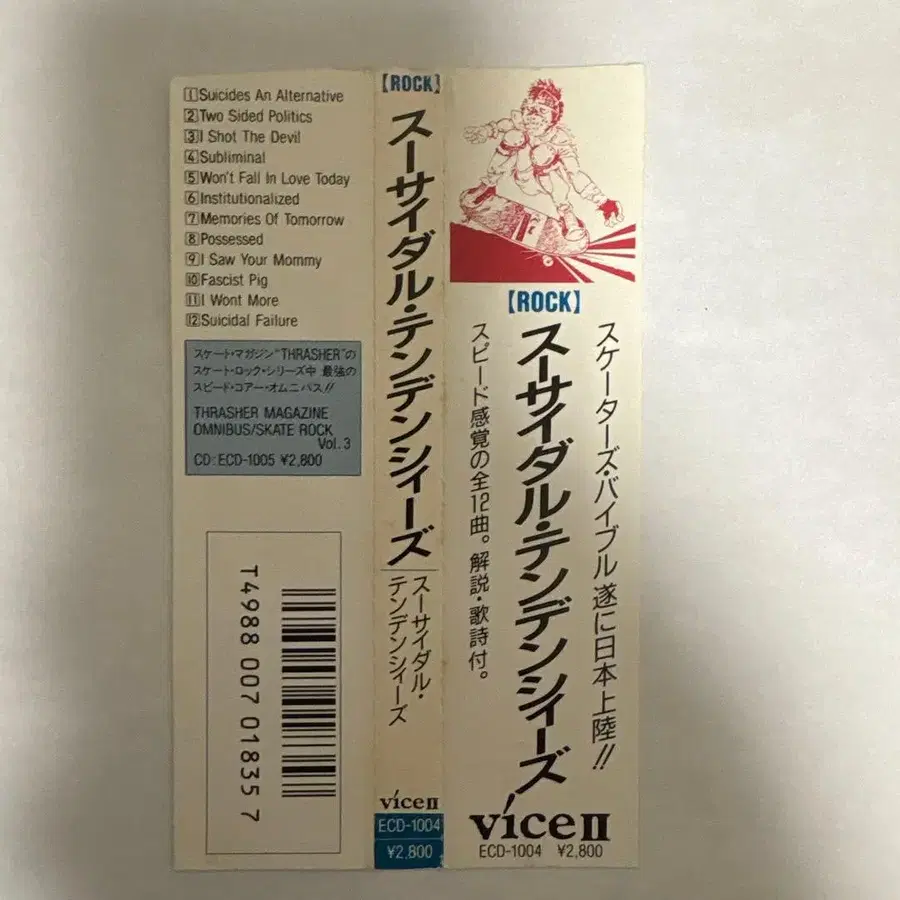 1 Suicides An Alternative
2 Two Sided Politics
3 I Shot The Devil
4 Subliminal
5 Won't Fall In Love Today
6 Institutionalized
7 Memories Of Tomorrow
8 Possessed
9 I Saw Your Mommy
10 Fascist Pig
11 I Wont More
12 Suicidal Failure
スケート・マガジン“THRASHER”の
スケート・ロック・シリーズ中 最強の
スピード・コアー・オムニバス!!
THRASHER MAGAZINE
OMNIBUS/SKATE ROCK
Vol. 3
CD: ECD-1005 ¥2,800
T4988 007 01835 7
【ROCK】
スーサイダル・テンデンシィーズ
スーサイダル・
テンデンシィーズ
vice II
ECD-1004
¥2,800
【ROCK】
スケーターズ・バイブル遂に日本上陸!!
スーサイダル・テンデンシィーズ
スピード感覚の全12曲。解説・歌詩付。
vice II
ECD-1004 ¥2,800